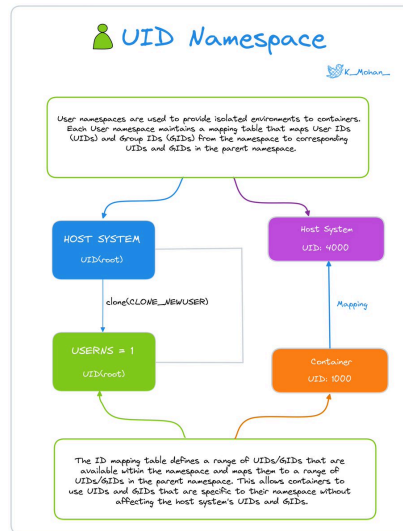 UID Namespace
K_Mohan_
User namespaces are used to provide isolated environments to containers.
Each User namespace maintains a mapping table that maps User IDs
(UIDs) and Group IDs (GIDs) from the namespace to corresponding
UIDs and GIDs in the parent namespace.
HOST SYSTEM
UID(root)
Host System
UID: 4000
clone(CLONE_NEWUSER)
Mapping
USERNS = 1
UID(root)
Container
UID: 1000
The ID mapping table defines a range of UIDs/GIDs that are
available within the namespace and maps them to a range of
UIDs/GIDs in the parent namespace. This allows containers to
use UIDs and GIDs that are specific to their namespace without
affecting the host system's UIDs and GIDs.